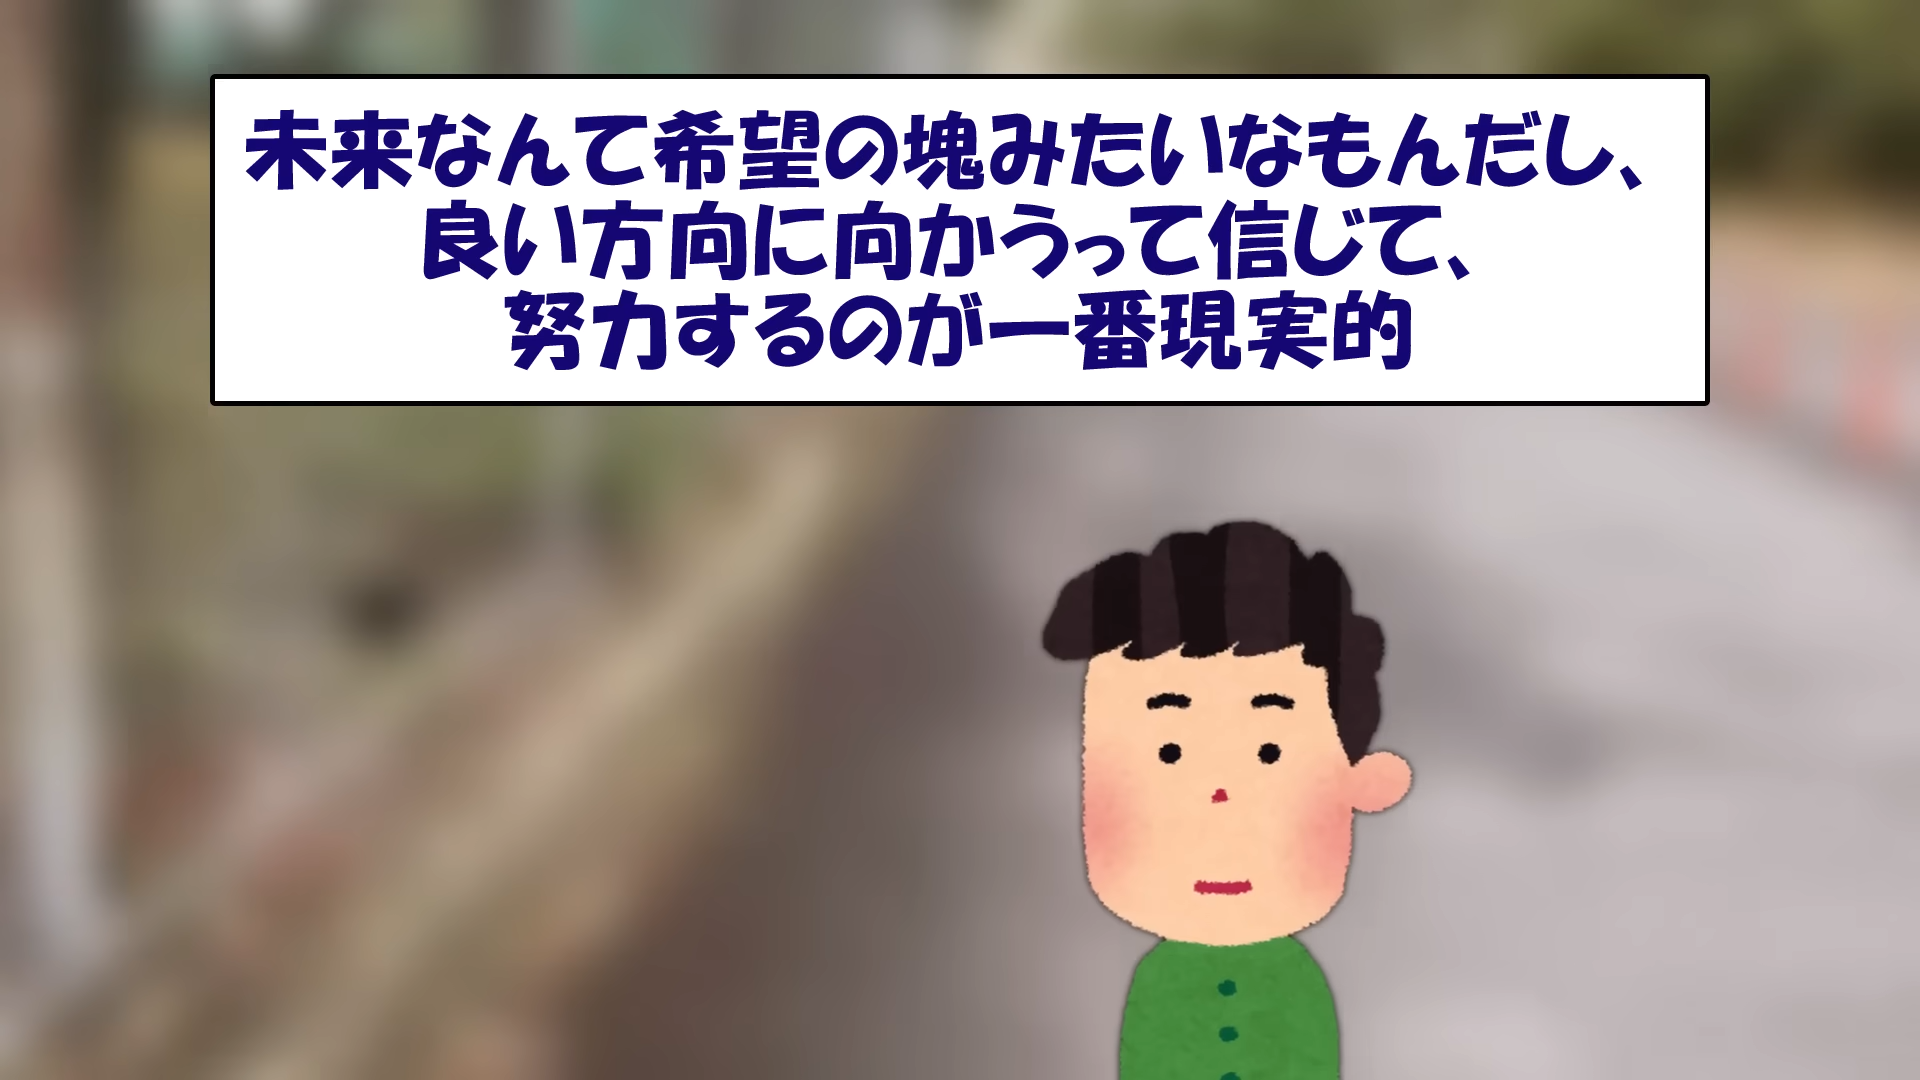 未来なんて希望の塊みたいなもんだし、
良い方向に向かうって信じて、
努力するのが一番現実的